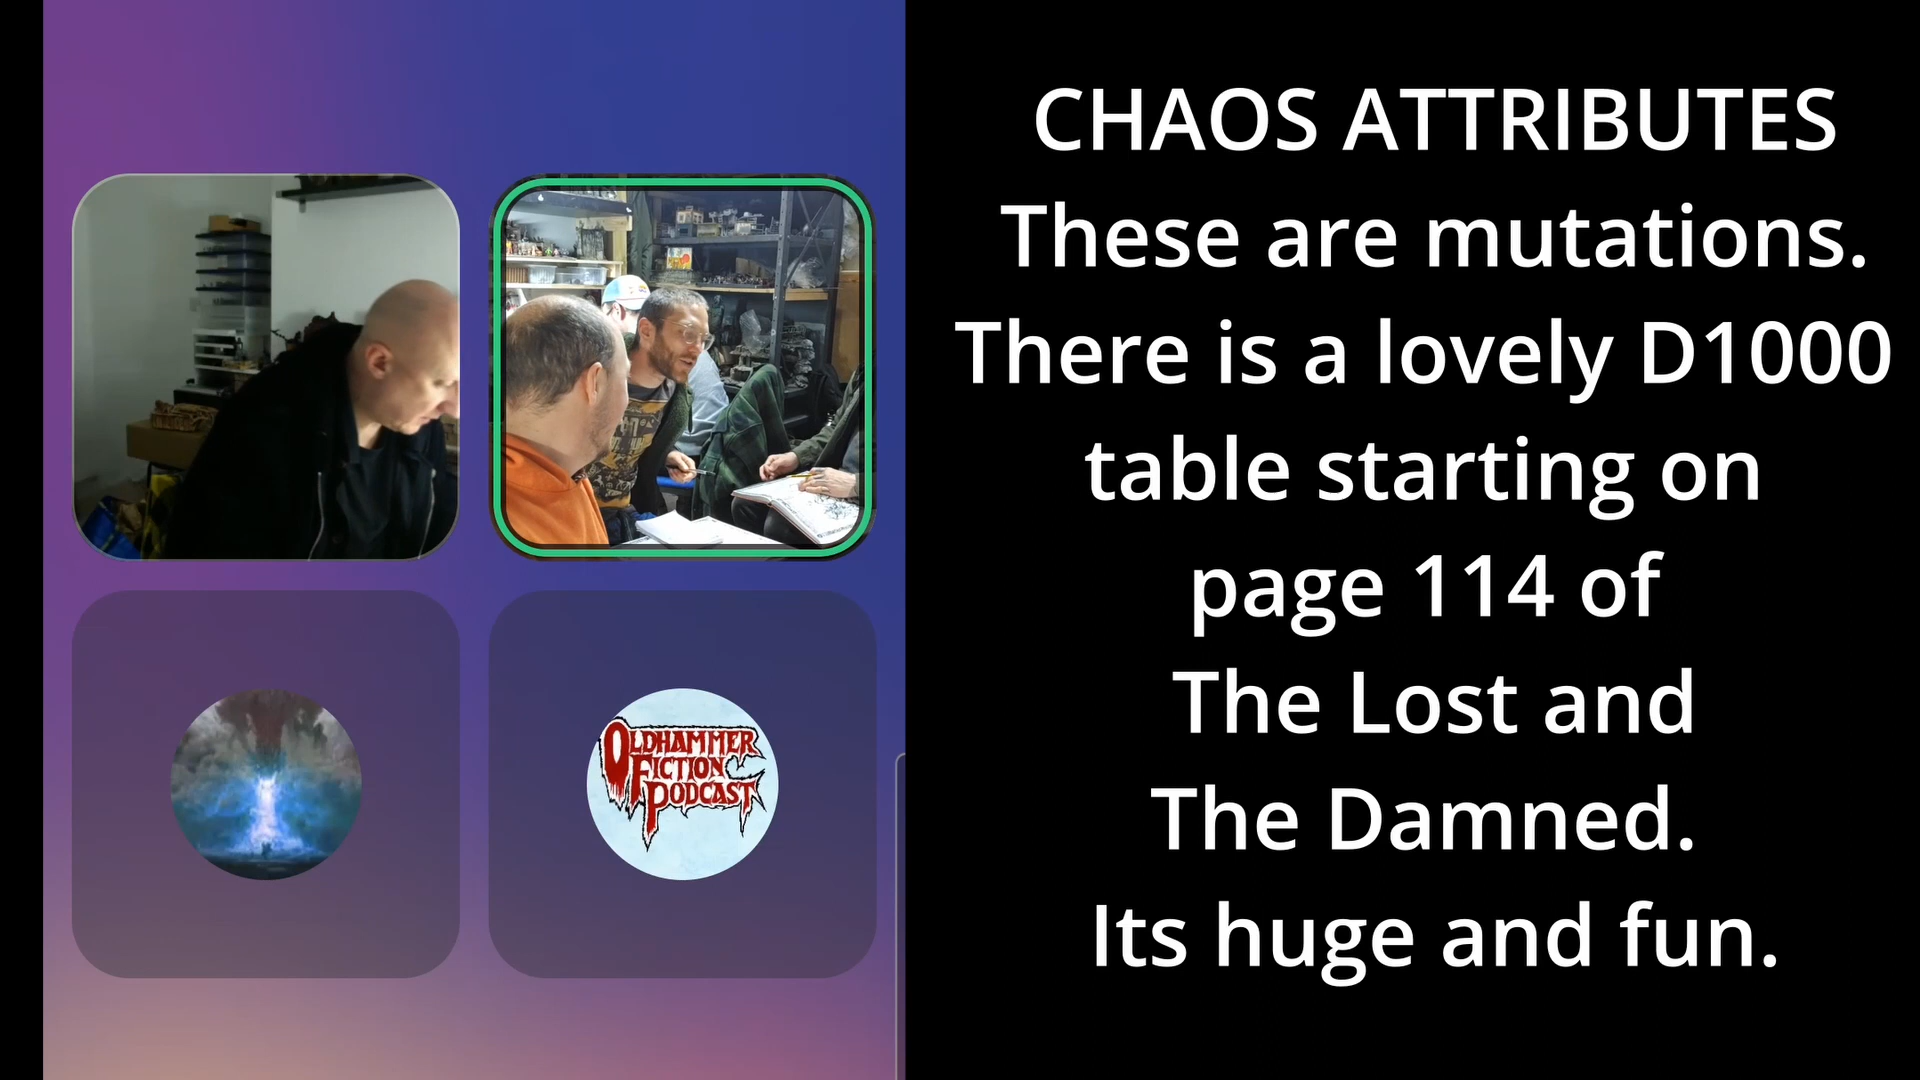 CHAOS ATTRIBUTES
These are mutations.
There is a lovely D1000
table starting on
page 114 of
The Lost and
The Damned.
Its huge and fun.
OLDHAMMER
FICTION
PODCAST